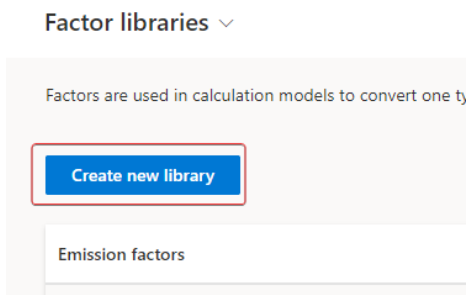 Factor libraries
Factors are used in calculation models to convert one
Create new library
Emission factors